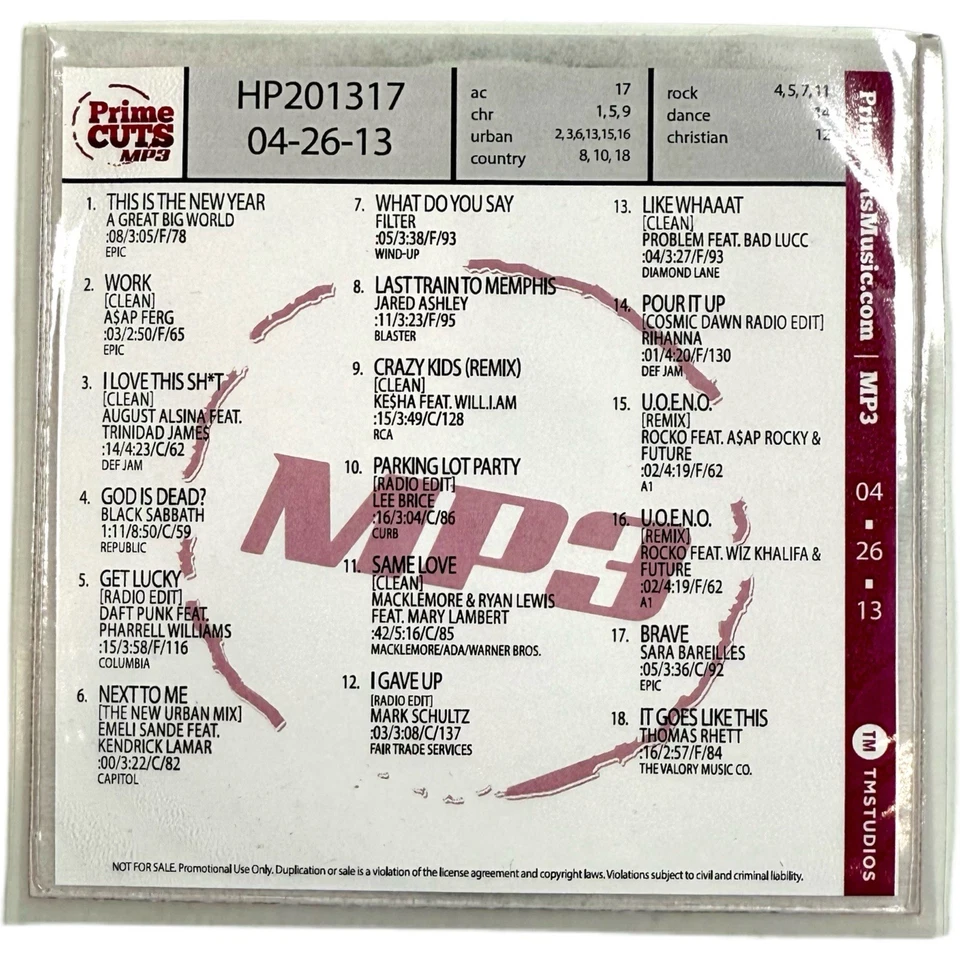 Prime
CUTS
MP3
HP201317
04-26-13
ac 17
chr 1,5,9
urban 2,3,6,13,15,16
country 8, 10, 18
rock 4, 5, 7, 11
dance 14
christian 12
1. THIS IS THE NEW YEAR
A GREAT BIG WORLD
:08/3:05/F/78
EPIC
2. WORK
[CLEAN]
A$AP FERG
:03/2:50/F/65
EPIC
3. I LOVE THIS SH*T
[CLEAN]
AUGUST ALSINA FEAT.
TRINIDAD JAME$
:14/4:23/C/62
DEF JAM
4. GOD IS DEAD?
BLACK SABBATH
1:11/8:50/C/59
REPUBLIC
5. GET LUCKY
[RADIO EDIT]
DAFT PUNK FEAT.
PHARRELL WILLIAMS
:15/3:58/F/116
COLUMBIA
6. NEXT TO ME
[THE NEW URBAN MIX]
EMELI SANDE FEAT.
KENDRICK LAMAR
:00/3:22/C/82
CAPITOL
7. WHAT DO YOU SAY
FILTER
:05/3:38/F/93
WIND-UP
8. LAST TRAIN TO MEMPHIS
JARED ASHLEY
:11/3:23/F/95
BLASTER
9. CRAZY KIDS (REMIX)
[CLEAN]
KE$HA FEAT. WILL.I.AM
:15/3:49/C/128
RCA
10. PARKING LOT PARTY
[RADIO EDIT]
LEE BRICE
:16/3:04/C/86
CURB
11. SAME LOVE
[CLEAN]
MACKLEMORE & RYAN LEWIS
FEAT. MARY LAMBERT
:42/5:16/C/85
MACKLEMORE/ADA/WARNER BROS.
12. I GAVE UP
[RADIO EDIT]
MARK SCHULTZ
:03/3:08/C/137
FAIR TRADE SERVICES
13. LIKE WHAAAT
[CLEAN]
PROBLEM FEAT. BAD LUCC
:04/3:27/F/93
DIAMOND LANE
14. POUR IT UP
[COSMIC DAWN RADIO EDIT]
RIHANNA
:01/4:20/F/130
DEF JAM
15. U.O.E.N.O.
[REMIX]
ROCKO FEAT. A$AP ROCKY &
FUTURE
:02/4:19/F/62
A1
16. U.O.E.N.O.
[REMIX]
ROCKO FEAT. WIZ KHALIFA &
FUTURE
:02/4:19/F/62
A1
17. BRAVE
SARA BAREILLES
:05/3:36/C/92
EPIC
18. IT GOES LIKE THIS
THOMAS RHETT
:16/2:57/F/84
THE VALORY MUSIC CO.
MP3
NOT FOR SALE. Promotional Use Only. Duplication or sale is a violation of the license agreement and copyright laws. Violations subject to civil and criminal liability.
| MP3
04
26
13
TM TMSTUDIOS